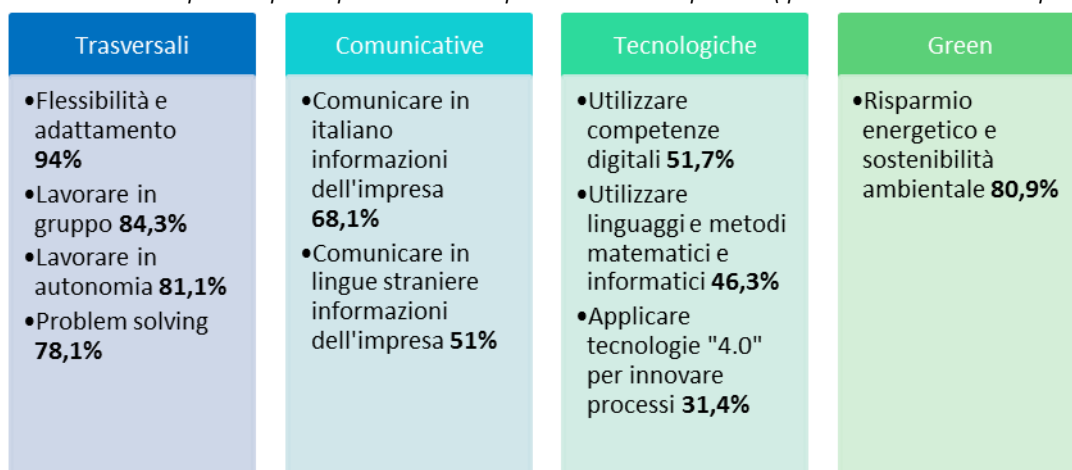 Trasversali
•Flessibilità e
adattamento
94%
•Lavorare in
gruppo 84,3%
•Lavorare in
autonomia 81,1%
•Problem solving
78,1%
Comunicative
•Comunicare in
italiano
informazioni
dell'impresa
68,1%
•Comunicare in
lingue straniere
informazioni
dell'impresa 51%
Tecnologiche
•Utilizzare
competenze
digitali 51,7%
•Utilizzare
linguaggi e metodi
matematici e
informatici 46,3%
•Applicare
tecnologie "4.0"
per innovare
processi 31,4%
Green
•Risparmio
energetico e
sostenibilità
ambientale 80,9%